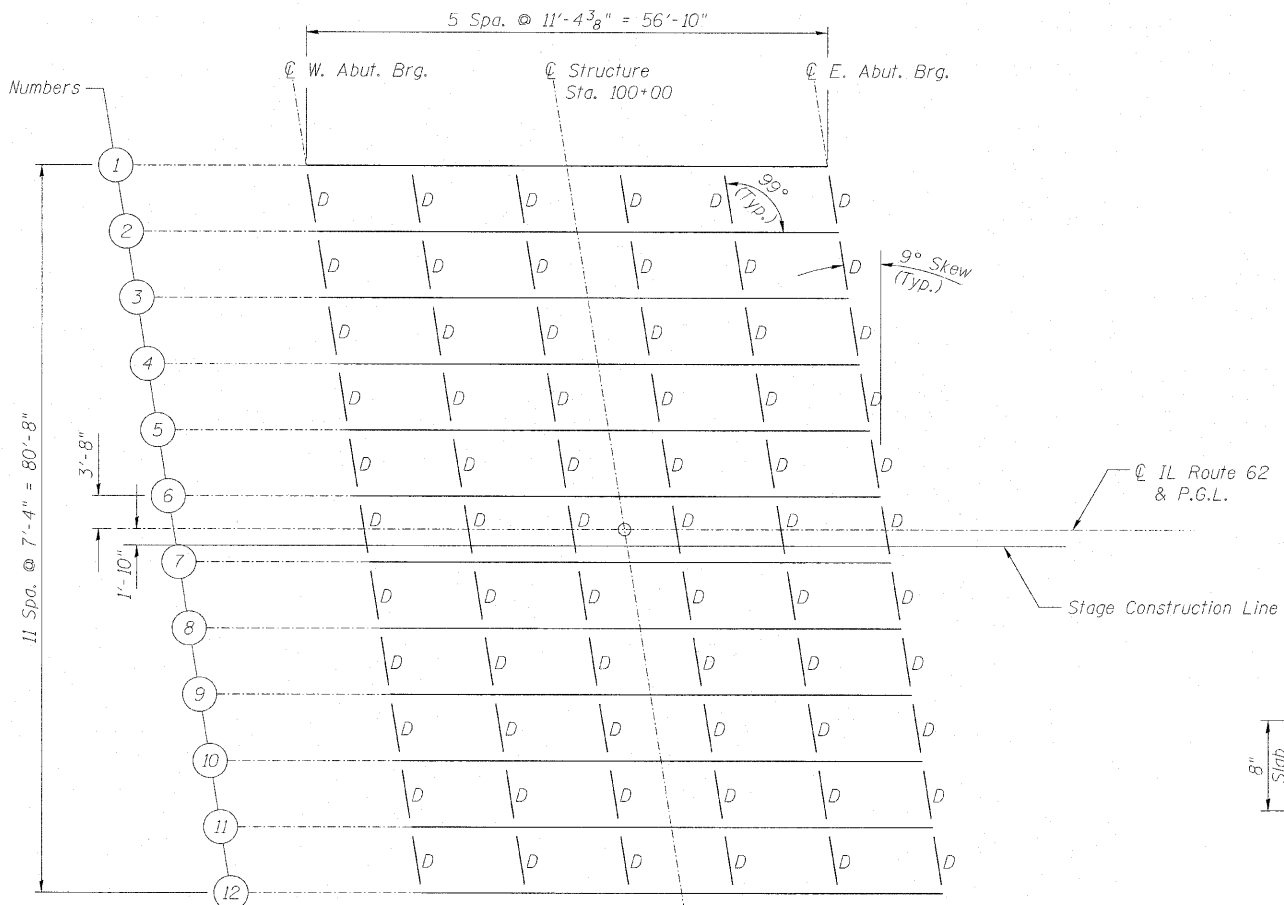 5 Spa. @ 11'-4 3/8" = 56'-10"
℄ W. Abut. Brg.
℄ Structure
Sta. 100+00
℄ E. Abut. Brg.
Numbers
1
D D D D D D
99°
(Typ.)
2
D D D D D D
9° Skew
(Typ.)
3
D D D D D D
4
D D D D D D
5
D D D D D D
11 Spa. @ 7'-4" = 80'-8"
3'-8"
6
D D D D D D
℄ IL Route 62
& P.G.L.
1'-10"
7
Stage Construction Line
D D D D D D
8
D D D D D D
9
D D D D D D
10
D D D D D D
11
D D D D D D
12
8"
Slab